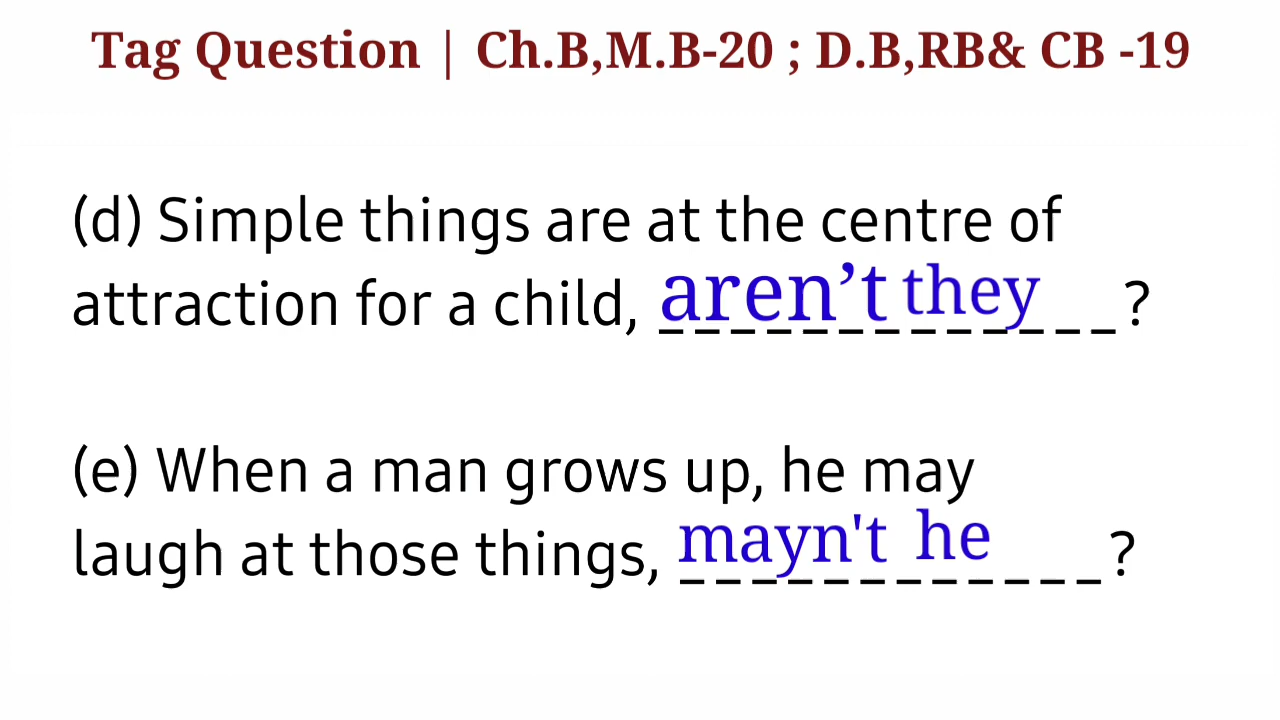 Tag Question | Ch.B,M.B-20 ; D.B,RB& CB -19
(d) Simple things are at the centre of
attraction for a child, aren’t they _____________?
(e) When a man grows up, he may
laugh at those things, mayn't he ____________?